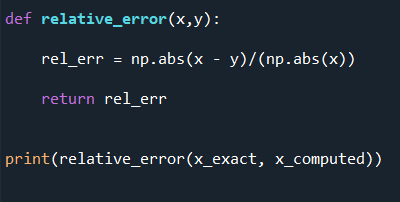 def relative_error(x,y):
    rel_err = np.abs(x - y)/(np.abs(x))
    return rel_err
print(relative_error(x_exact, x_computed))